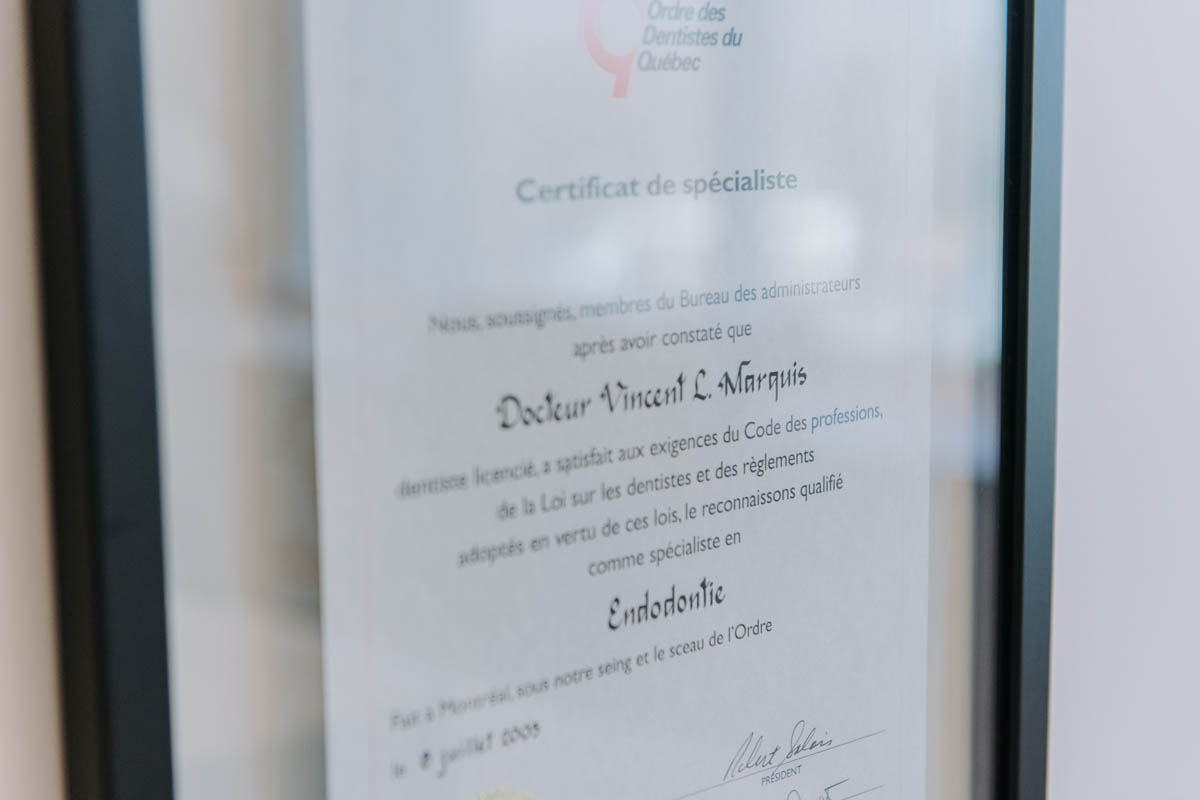 Ordre des
Dentistes du
Québec
Certificat de spécialiste
Nous, soussignés, membres du Bureau des administrateurs
après avoir constaté que
Docteur Vincent L. Marquis
dentiste licencié, a satisfait aux exigences du Code des professions,
de la Loi sur les dentistes et des règlements
adoptés en vertu de ces lois, le reconnaissons qualifié
comme spécialiste en
Endodontie
Fait à Montréal, sous notre seing et le sceau de l'Ordre
le juillet
Robert Salois
PRÉSIDENT